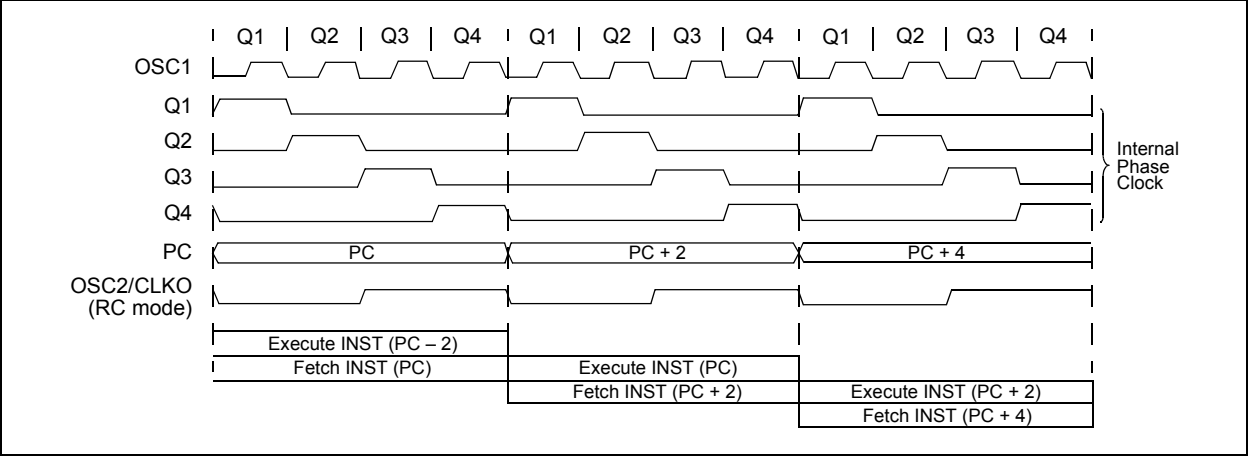 Q1 Q2 Q3 Q4 Q1 Q2 Q3 Q4 Q1 Q2 Q3 Q4
OSC1
Q1
Q2
Q3
Q4
Internal
Phase
Clock
PC PC PC + 2 PC + 4
OSC2/CLKO
(RC mode)
Execute INST (PC – 2)
Fetch INST (PC) Execute INST (PC)
Fetch INST (PC + 2) Execute INST (PC + 2)
Fetch INST (PC + 4)